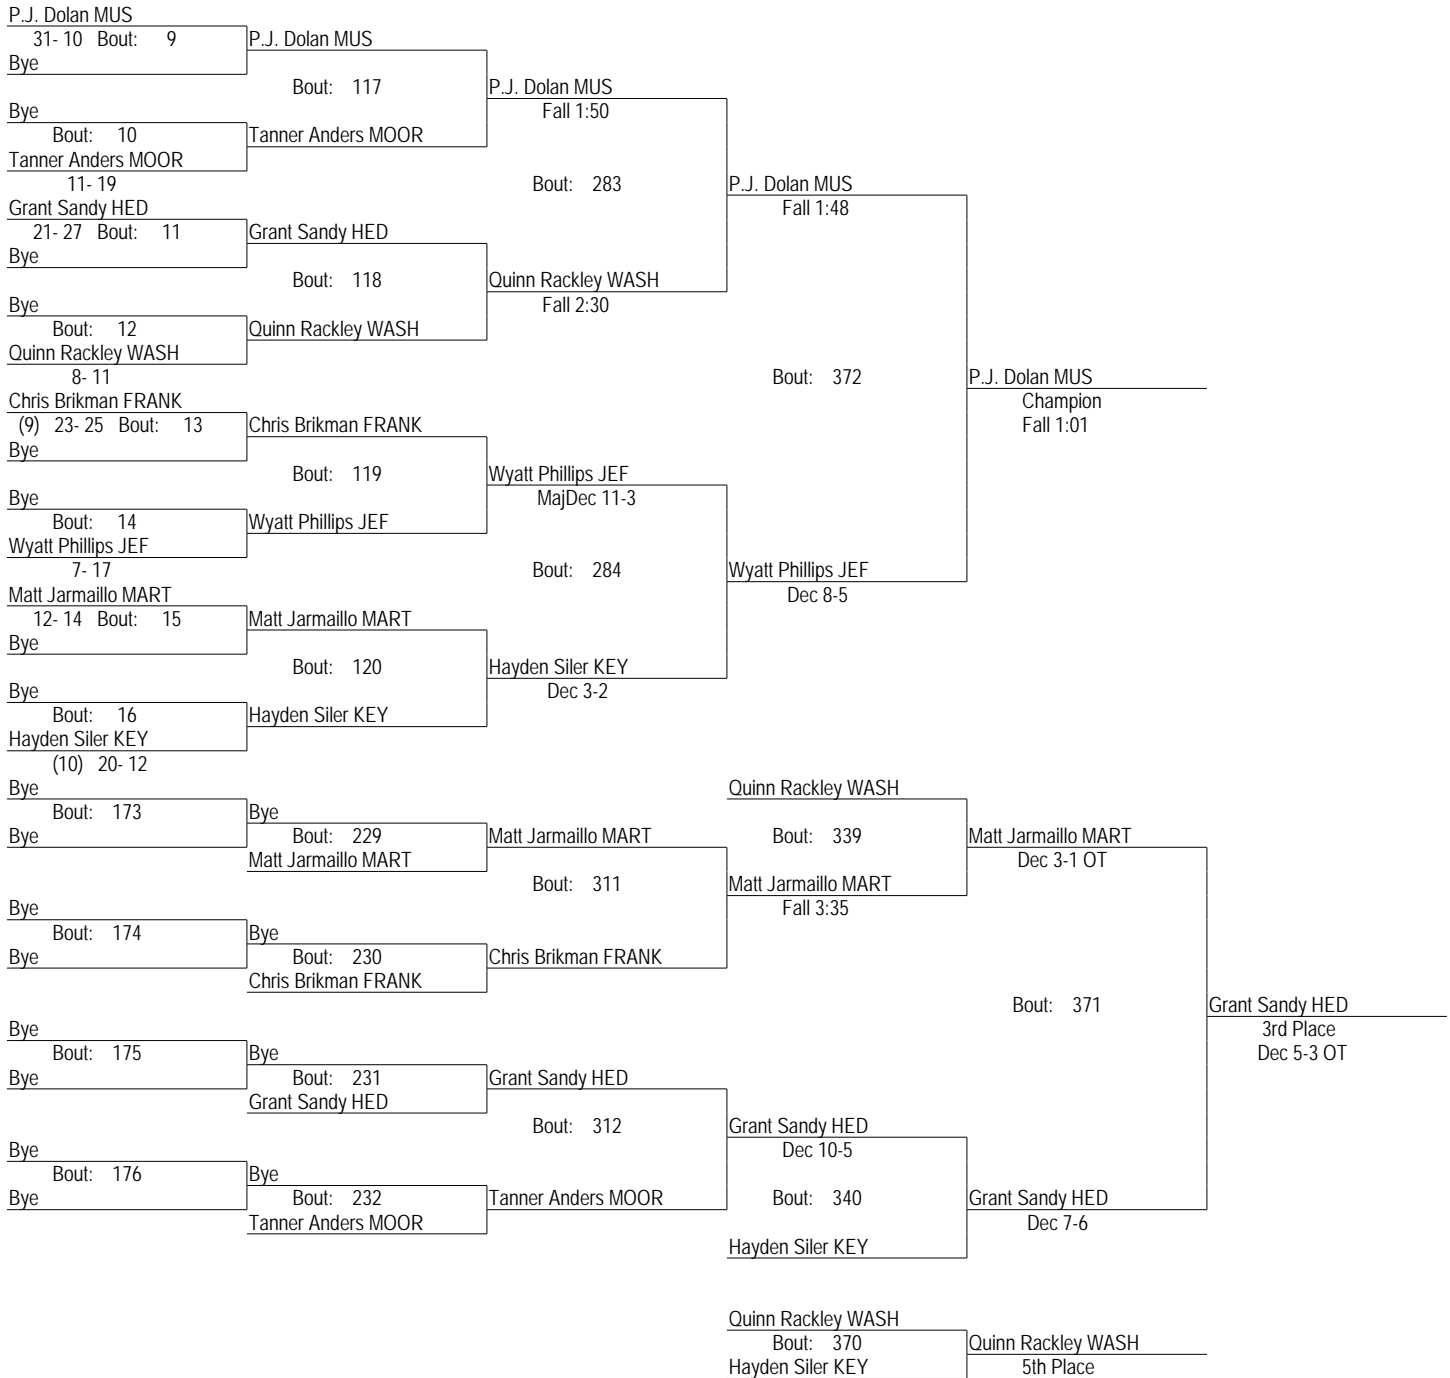 P.J. Dolan MUS
31- 10 Bout: 9 P.J. Dolan MUS
Bye
Bout: 117 P.J. Dolan MUS
Bye Fall 1:50
Bout: 10 Tanner Anders MOOR
Tanner Anders MOOR
11- 19 Bout: 283 P.J. Dolan MUS
Grant Sandy HED Fall 1:48
21- 27 Bout: 11 Grant Sandy HED
Bye
Bout: 118 Quinn Rackley WASH
Bye Fall 2:30
Bout: 12 Quinn Rackley WASH
Quinn Rackley WASH
8- 11 Bout: 372 P.J. Dolan MUS
Chris Brikman FRANK Champion
(9) 23- 25 Bout: 13 Chris Brikman FRANK Fall 1:01
Bye
Bout: 119 Wyatt Phillips JEF
Bye MajDec 11-3
Bout: 14 Wyatt Phillips JEF
Wyatt Phillips JEF
7- 17 Bout: 284 Wyatt Phillips JEF
Matt Jarmaillo MART Dec 8-5
12- 14 Bout: 15 Matt Jarmaillo MART
Bye
Bout: 120 Hayden Siler KEY
Bye Dec 3-2
Bout: 16 Hayden Siler KEY
Hayden Siler KEY
(10) 20- 12
Bye Quinn Rackley WASH
Bout: 173 Bye
Bye Bout: 229 Matt Jarmaillo MART Bout: 339 Matt Jarmaillo MART
Matt Jarmaillo MART Dec 3-1 OT
Bout: 311 Matt Jarmaillo MART
Bye Fall 3:35
Bout: 174 Bye
Bye Bout: 230 Chris Brikman FRANK
Chris Brikman FRANK
Bout: 371 Grant Sandy HED
Bye 3rd Place
Bout: 175 Bye Dec 5-3 OT
Bye Bout: 231 Grant Sandy HED
Grant Sandy HED
Bout: 312 Grant Sandy HED
Bye Dec 10-5
Bout: 176 Bye
Bye Bout: 232 Tanner Anders MOOR Bout: 340 Grant Sandy HED
Tanner Anders MOOR Dec 7-6
Hayden Siler KEY
Quinn Rackley WASH
Bout: 370 Quinn Rackley WASH
Hayden Siler KEY 5th Place